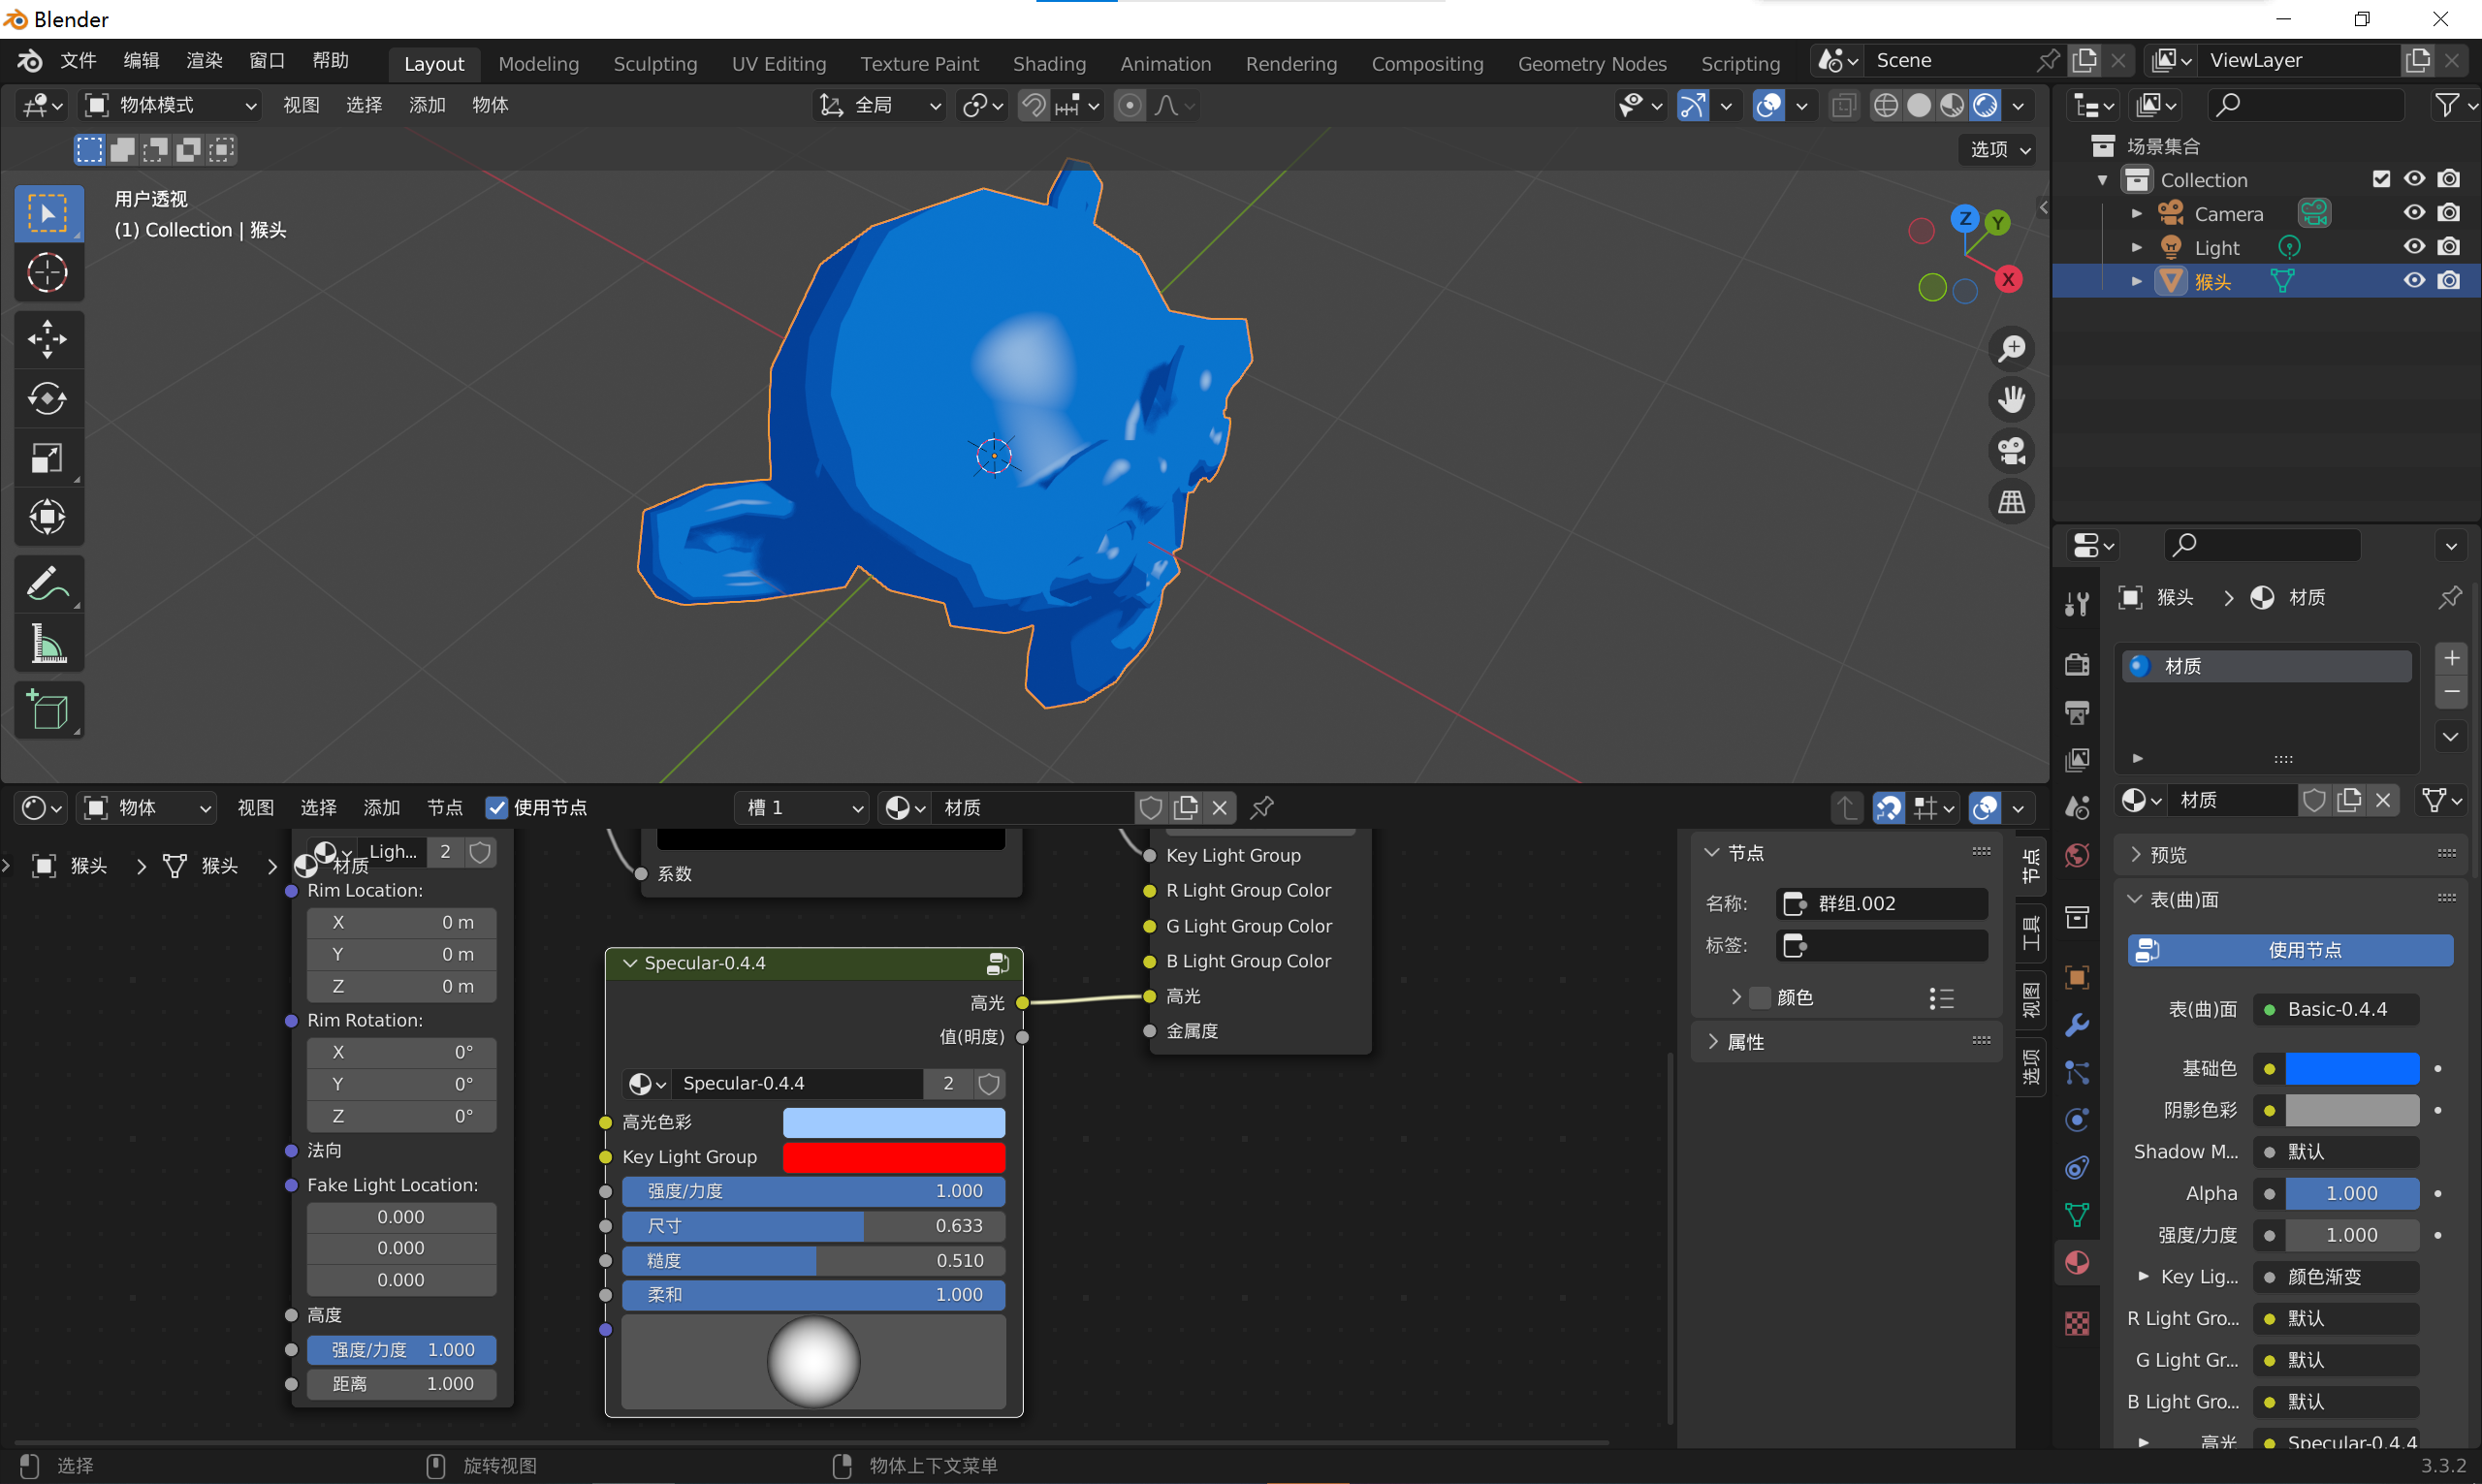 Blender
文件 编辑 渲染 窗口 帮助 Layout Modeling Sculpting UV Editing Texture Paint Shading Animation Rendering Compositing Geometry Nodes Scripting Scene ViewLayer
物体模式 视图 选择 添加 物体 全局
选项
用户透视
(1) Collection | 猴头
Z Y
X
场景集合
Collection
Camera
Light
猴头
猴头 材质
材质
材质
预览
表(曲)面
使用节点
表(曲)面 Basic-0.4.4
基础色
阴影色彩
Shadow M... 默认
Alpha 1.000
强度/力度 1.000
Key Lig... 颜色渐变
R Light Gro... 默认
G Light Gr... 默认
B Light Gro... 默认
高光 Specular-0.4.4
物体 视图 选择 添加 节点 使用节点 槽 1 材质
猴头 猴头 材质
Ligh... 2
Rim Location:
X 0 m
Y 0 m
Z 0 m
Rim Rotation:
X 0°
Y 0°
Z 0°
法向
Fake Light Location:
0.000
0.000
0.000
高度
强度/力度 1.000
距离 1.000
系数
Specular-0.4.4
高光
值(明度)
Specular-0.4.4 2
高光色彩
Key Light Group
强度/力度 1.000
尺寸 0.633
糙度 0.510
柔和 1.000
Key Light Group
R Light Group Color
G Light Group Color
B Light Group Color
高光
金属度
节点
名称: 群组.002
标签:
颜色
属性
节点
工具
视图
选项
选择 旋转视图 物体上下文菜单 3.3.2